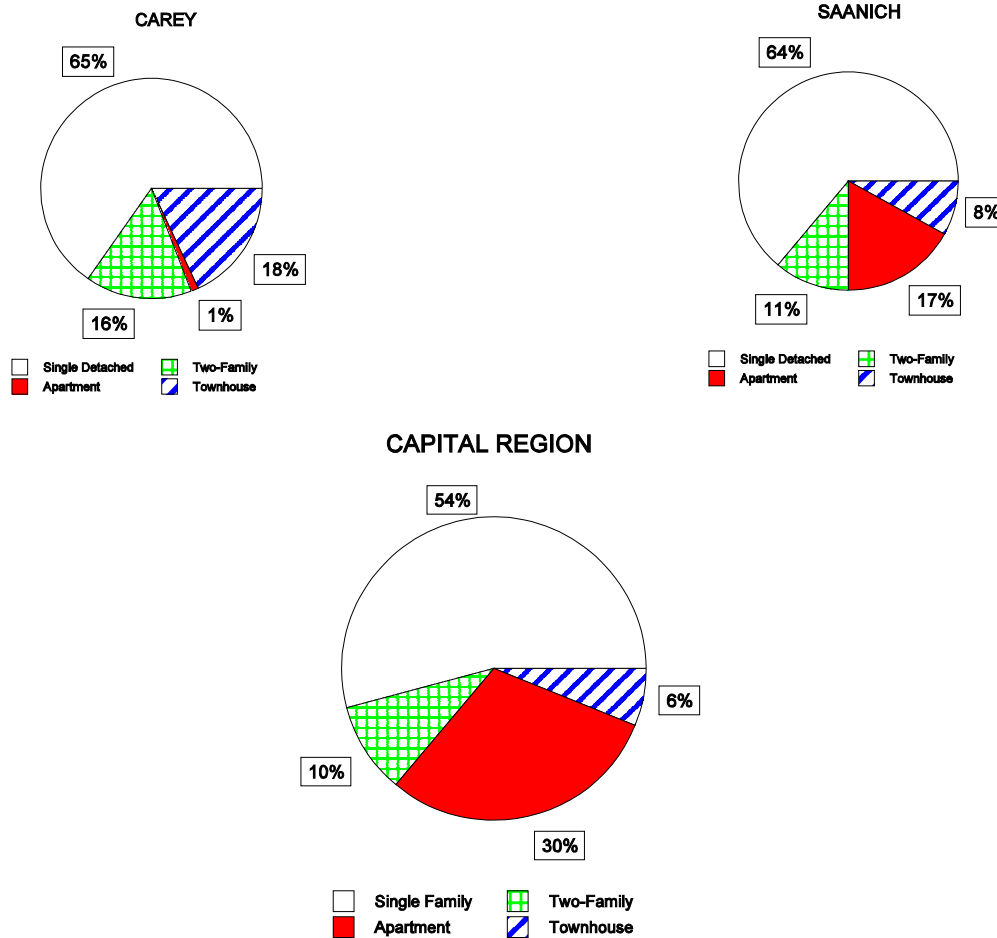 CAREY
65%
18%
1%
16%
Single Detached
Two-Family
Apartment
Townhouse
SAANICH
64%
8%
17%
11%
Single Detached
Two-Family
Apartment
Townhouse
CAPITAL REGION
54%
6%
10%
30%
Single Family
Two-Family
Apartment
Townhouse